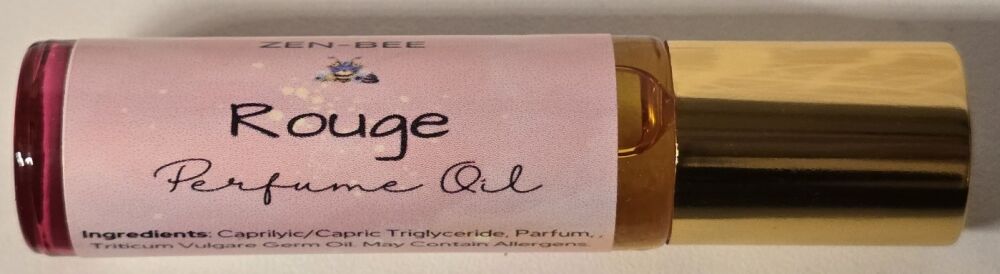 ZEN-BEE
Rouge
Perfume Oil
Ingredients: Caprilyic/Capric Triglyceride, Parfum, .
Triticum Vulgare Germ Oil. May Contain Allergens.